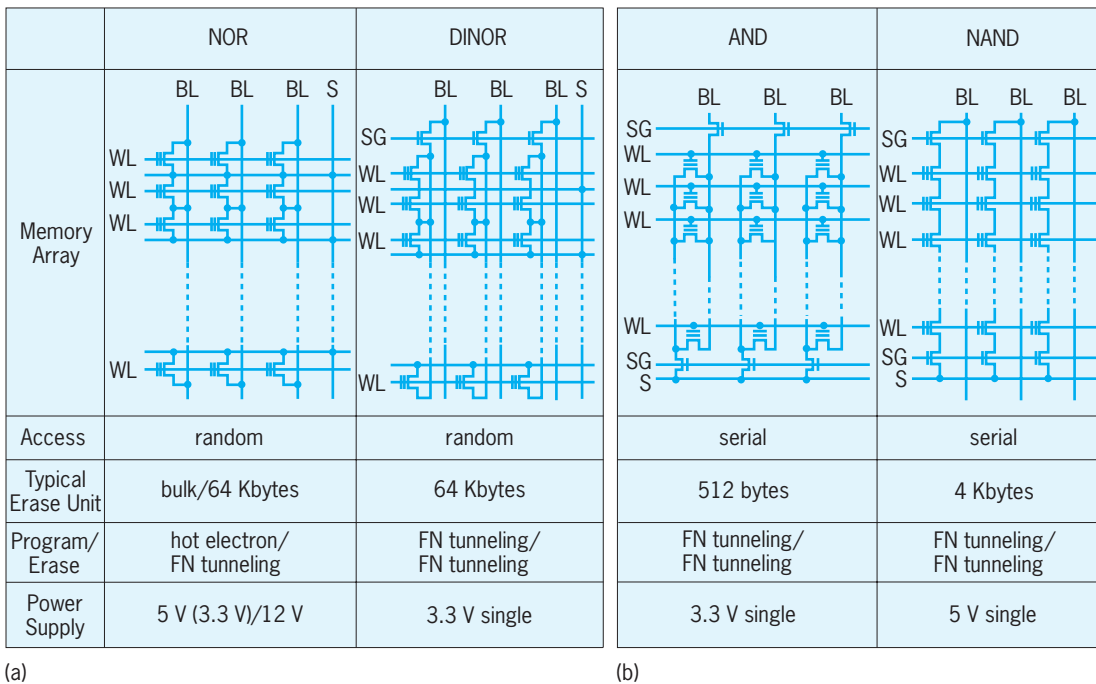 NOR DINOR
BL BL BL S BL BL BL S
SG
WL WL
WL WL
WL WL
Memory
Array
WL WL
Access random random
Typical
Erase Unit bulk/64 Kbytes 64 Kbytes
Program/
Erase hot electron/
FN tunneling FN tunneling/
FN tunneling
Power
Supply 5 V (3.3 V)/12 V 3.3 V single
(a)
AND NAND
BL BL BL BL BL BL
SG SG
WL WL
WL WL
WL WL
WL WL
SG SG
S S
serial serial
512 bytes 4 Kbytes
FN tunneling/
FN tunneling FN tunneling/
FN tunneling
3.3 V single 5 V single
(b)